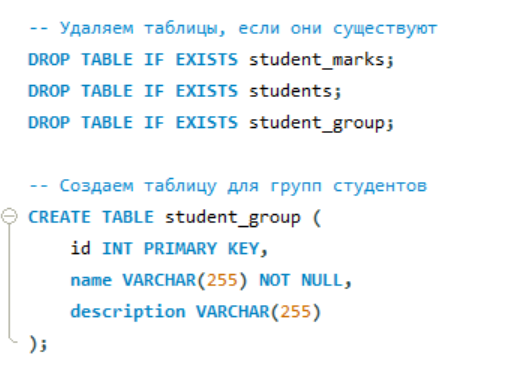 -- Удаляем таблицы, если они существуют
DROP TABLE IF EXISTS student_marks;
DROP TABLE IF EXISTS students;
DROP TABLE IF EXISTS student_group;
-- Создаем таблицу для групп студентов
CREATE TABLE student_group (
id INT PRIMARY KEY,
name VARCHAR(255) NOT NULL,
description VARCHAR(255)
);